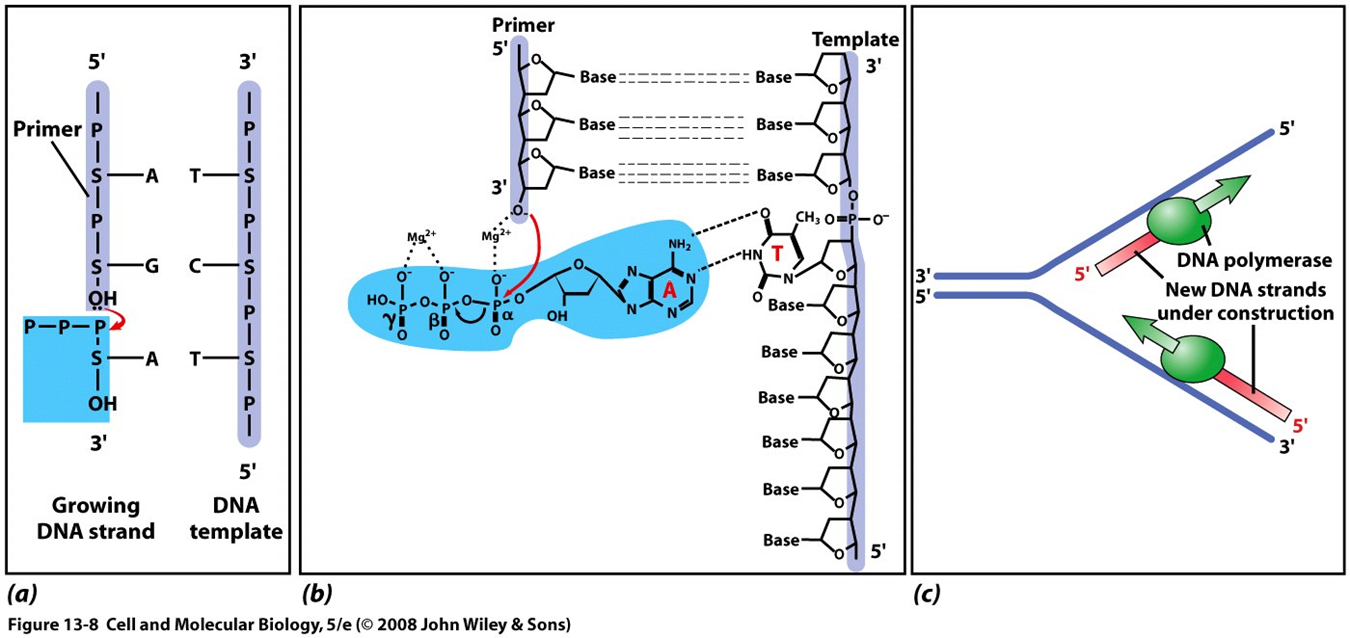 5'
3'
Primer
P
P
S
A
T
S
P
P
S
G
C
S
OH
P
P
P
P
S
A
T
S
OH
P
3'
5'
Growing
DNA strand
DNA
template
(a)
Primer
5'
Template
3'
Base
Base
Base
Base
Base
Base
3'
O
O
O
O
O
O
O
O
P
O
O⁻
CH₃
O
HN
T
N
O
O
Mg²⁺
Mg²⁺
NH₂
N
N
N
N
A
O⁻
O⁻
O⁻
HO
P
O
P
O
P
O
O
γ
β
α
O
O
O
OH
Base
O
Base
O
Base
O
Base
O
Base
O
Base
O
5'
(b)
5'
5'
DNA polymerase
3'
5'
New DNA strands
under construction
5'
3'
(c)
Figure 13-8 Cell and Molecular Biology, 5/e (© 2008 John Wiley & Sons)